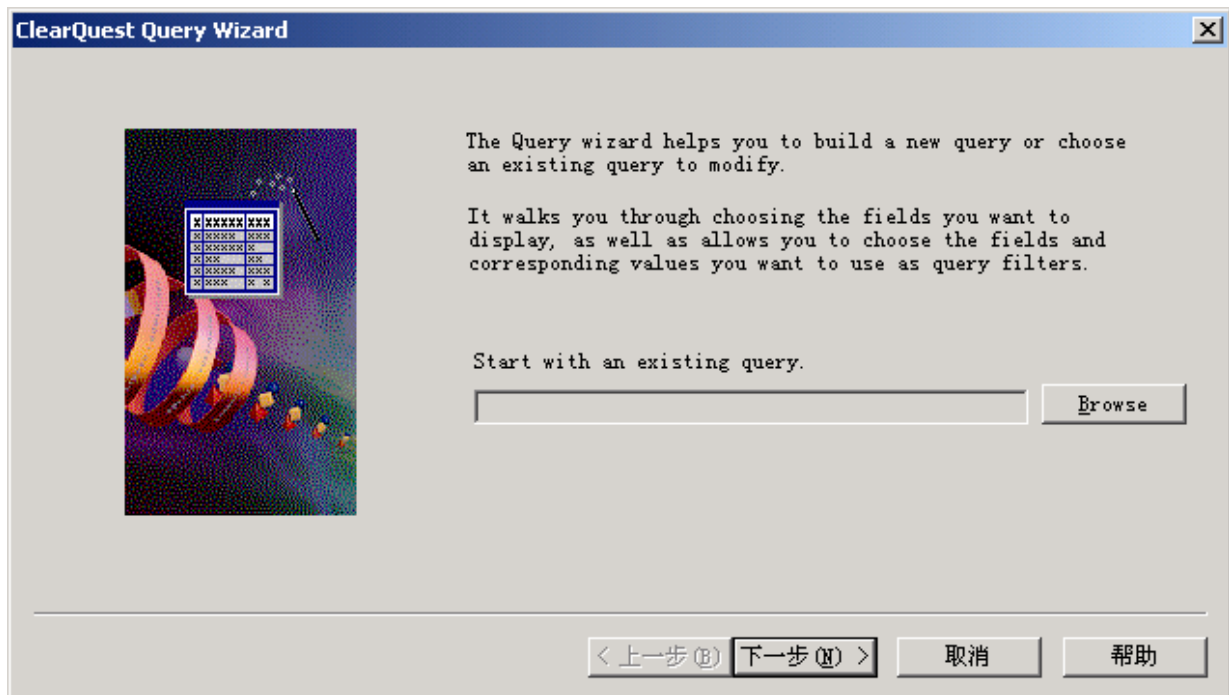 ClearQuest Query Wizard
The Query wizard helps you to build a new query or choose
an existing query to modify.
It walks you through choosing the fields you want to
display, as well as allows you to choose the fields and
corresponding values you want to use as query filters.
Start with an existing query.
Browse
< 上一步(B) 下一步(N) > 取消 帮助